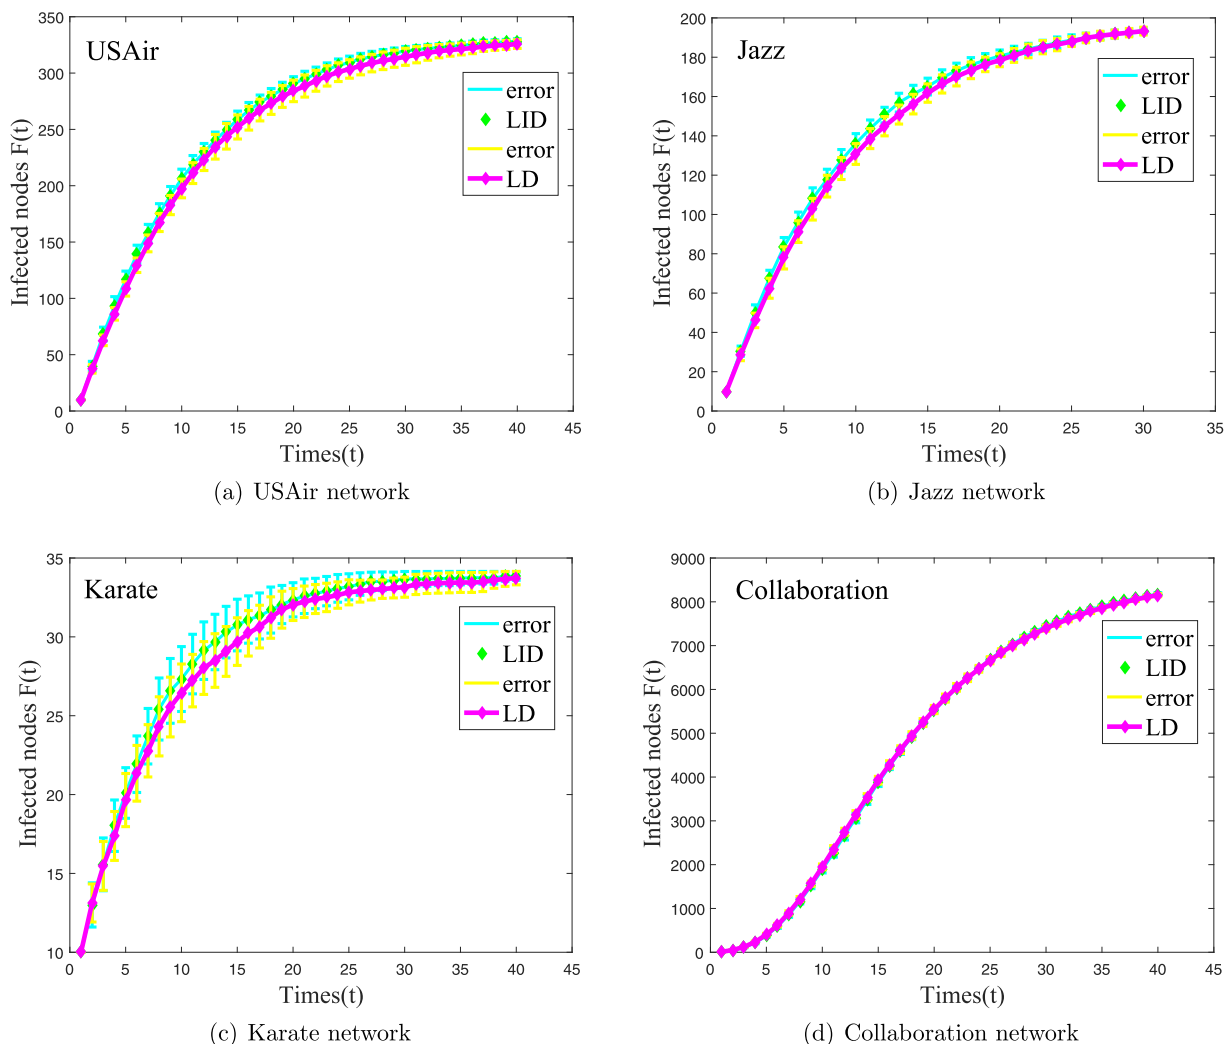 USAir
Infected nodes F(t)
350
300
250
200
150
100
50
0
0 5 10 15 20 25 30 35 40 45
Times(t)
error
LID
error
LD
(a) USAir network
Jazz
Infected nodes F(t)
200
180
160
140
120
100
80
60
40
20
0
0 5 10 15 20 25 30 35
Times(t)
error
LID
error
LD
(b) Jazz network
Karate
Infected nodes F(t)
35
30
25
20
15
10
0 5 10 15 20 25 30 35 40 45
Times(t)
error
LID
error
LD
(c) Karate network
Collaboration
Infected nodes F(t)
9000
8000
7000
6000
5000
4000
3000
2000
1000
0
0 5 10 15 20 25 30 35 40 45
Times(t)
error
LID
error
LD
(d) Collaboration network